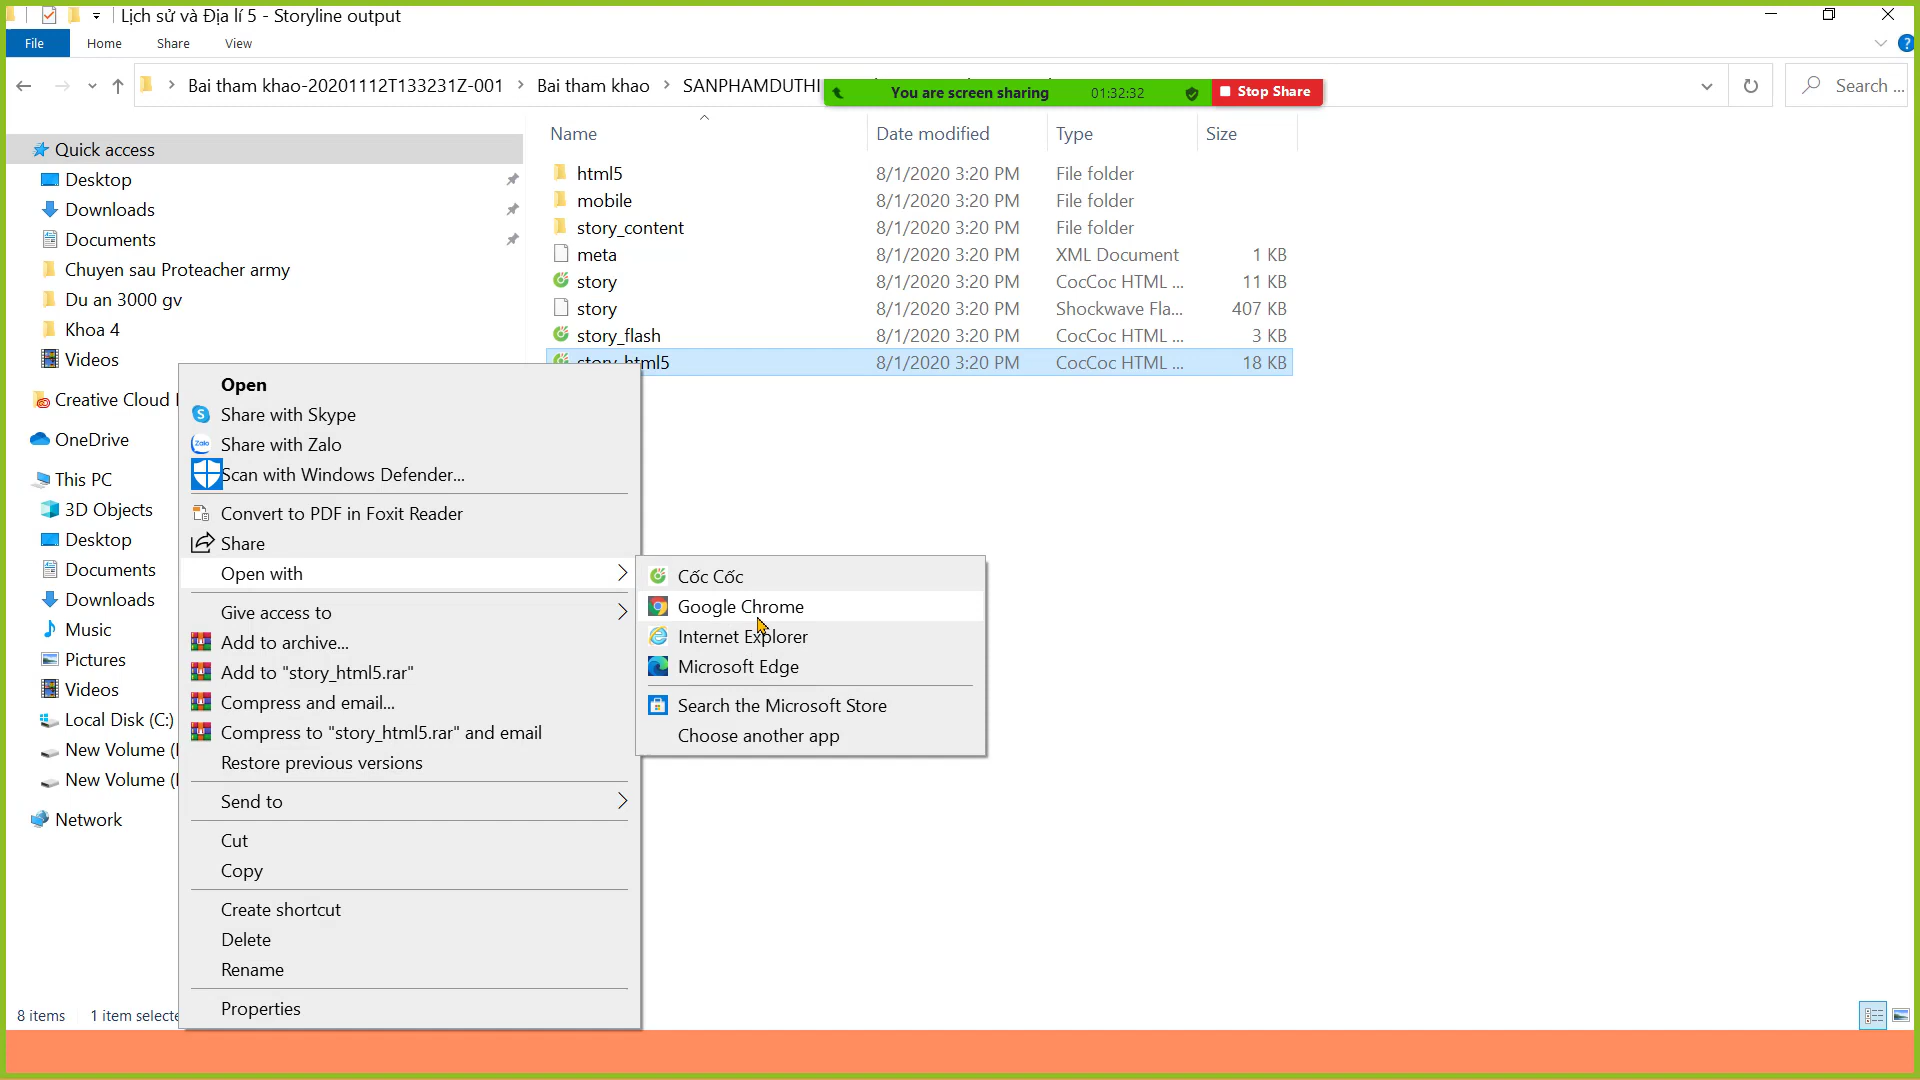 Lịch sử và Địa lí 5 - Storyline output
File Home Share View
Bai tham khao-20201112T133231Z-001 Bai tham khao SANPHAMDUTHI
You are screen sharing 01:32:32 Stop Share
Search ...
Name Date modified Type Size
Quick access
Desktop
Downloads
Documents
Chuyen sau Proteacher army
Du an 3000 gv
Khoa 4
Videos
Creative Cloud
OneDrive
This PC
3D Objects
Desktop
Documents
Downloads
Music
Pictures
Videos
Local Disk (C:)
New Volume (
New Volume (
Network
html5 8/1/2020 3:20 PM File folder
mobile 8/1/2020 3:20 PM File folder
story_content 8/1/2020 3:20 PM File folder
meta 8/1/2020 3:20 PM XML Document 1 KB
story 8/1/2020 3:20 PM CocCoc HTML ... 11 KB
story 8/1/2020 3:20 PM Shockwave Fla... 407 KB
story_flash 8/1/2020 3:20 PM CocCoc HTML ... 3 KB
story_html5 8/1/2020 3:20 PM CocCoc HTML ... 18 KB
Open
Share with Skype
Zalo
Share with Zalo
Scan with Windows Defender...
Convert to PDF in Foxit Reader
Share
Open with
Give access to
Add to archive...
Add to "story_html5.rar"
Compress and email...
Compress to "story_html5.rar" and email
Restore previous versions
Send to
Cut
Copy
Create shortcut
Delete
Rename
Properties
Cốc Cốc
Google Chrome
Internet Explorer
Microsoft Edge
Search the Microsoft Store
Choose another app
8 items 1 item selecte